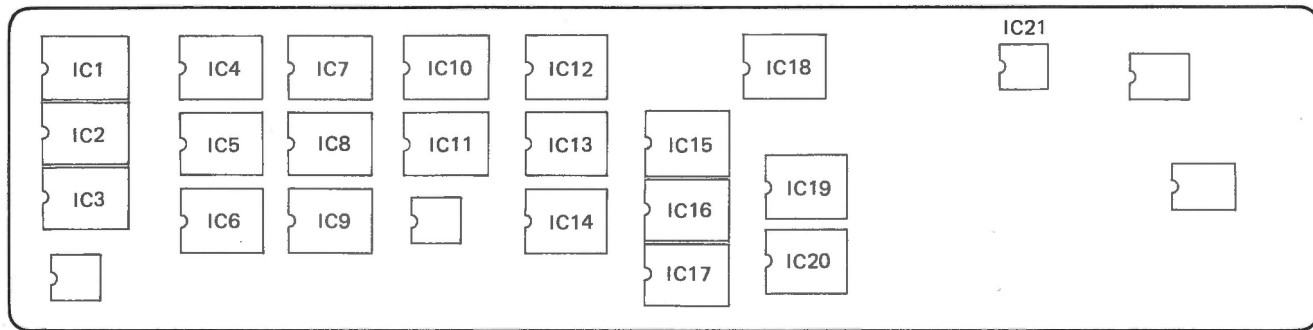 IC21
IC1 IC4 IC7 IC10 IC12 IC18
IC2 IC5 IC8 IC11 IC13 IC15
IC3 IC6 IC9 IC14 IC16 IC19
IC17 IC20